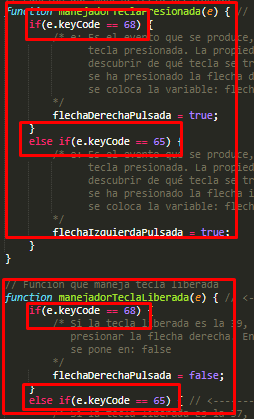 function manejadorTeclaPresionada(e) { //
if(e.keyCode == 68) {
/* e: Es el evento que se produce,
tecla presionada. La propied
descubrir de qué tecla se tr
se ha presionado la flecha d
se coloca la variable: flech
*/
flechaDerechaPulsada = true;
}
else if(e.keyCode == 65) {
/* e: Es el evento que se produce,
tecla presionada. La propied
descubrir de qué tecla se tr
se ha presionado la flecha i
se coloca la variable: flech
*/
flechaIzquierdaPulsada = true;
}
}
// Función que maneja tecla liberada
function manejadorTeclaLiberada(e) { // <-
if(e.keyCode == 68) {
/* Si la tecla liberada es la 39,
presionar la flecha derecha. En
se pone en: false
*/
flechaDerechaPulsada = false;
}
else if(e.keyCode == 65) { // <--------
/* Si la tecla liberada es la 37,